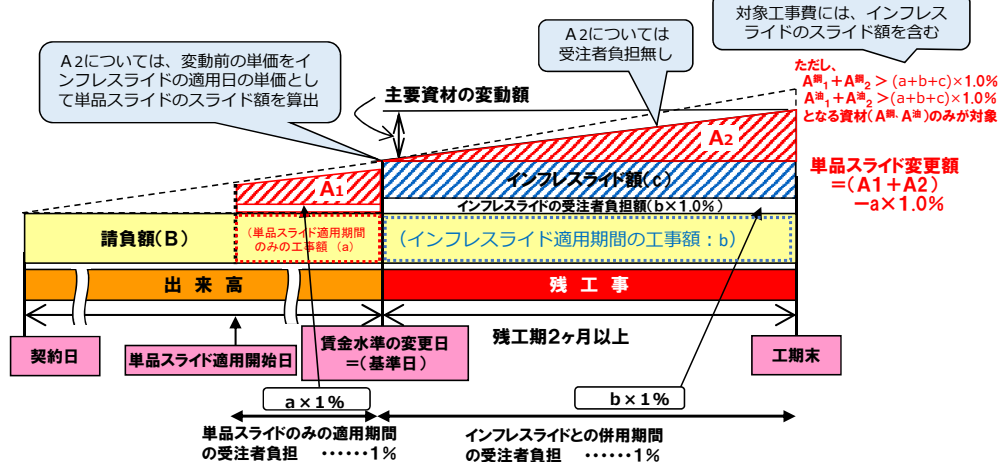 対象工事費には、インフレス
ライドのスライド額を含む
A2については、変動前の単価をイ
ンフレスライドの適用日の単価とし
て単品スライドのスライド額を算出
A2については
受注者負担無し
ただし、
A鋼1+A鋼2>(a+b+c)×1.0%
A油1+A油2>(a+b+c)×1.0%
となる資材(A鋼、A油)のみが対象
主要資材の変動額
A2
A1
単品スライド変更額
=(A1+A2)
−a×1.0%
インフレスライド額(c)
インフレスライドの受注者負担額(b×1.0%)
請負額(B)
(単品スライド適用期間
のみの工事額(a)
(インフレスライド適用期間の工事額:b)
出来高
残工事
残工期2ヶ月以上
契約日
単品スライド適用開始日
賃金水準の変更日
=(基準日)
工期末
a×1%
b×1%
単品スライドのみの適用期間
の受注者負担 ……1%
インフレスライドとの併用期間
の受注者負担 ……1%